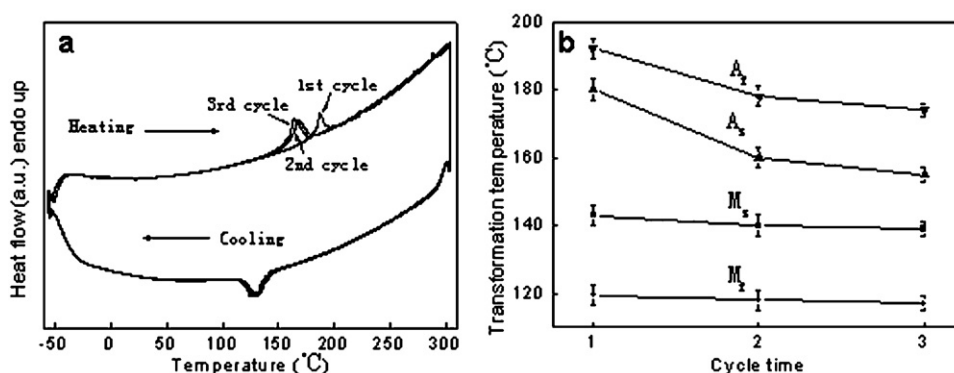 a
Heat flow (a.u.) endo up
Heating
3rd cycle
1st cycle
2nd cycle
Cooling
-50 0 50 100 150 200 250 300
Temperature (°C)
b
Transformation temperature (°C)
200
180
160
140
120
Af
As
Ms
Mf
1 2 3
Cycle time